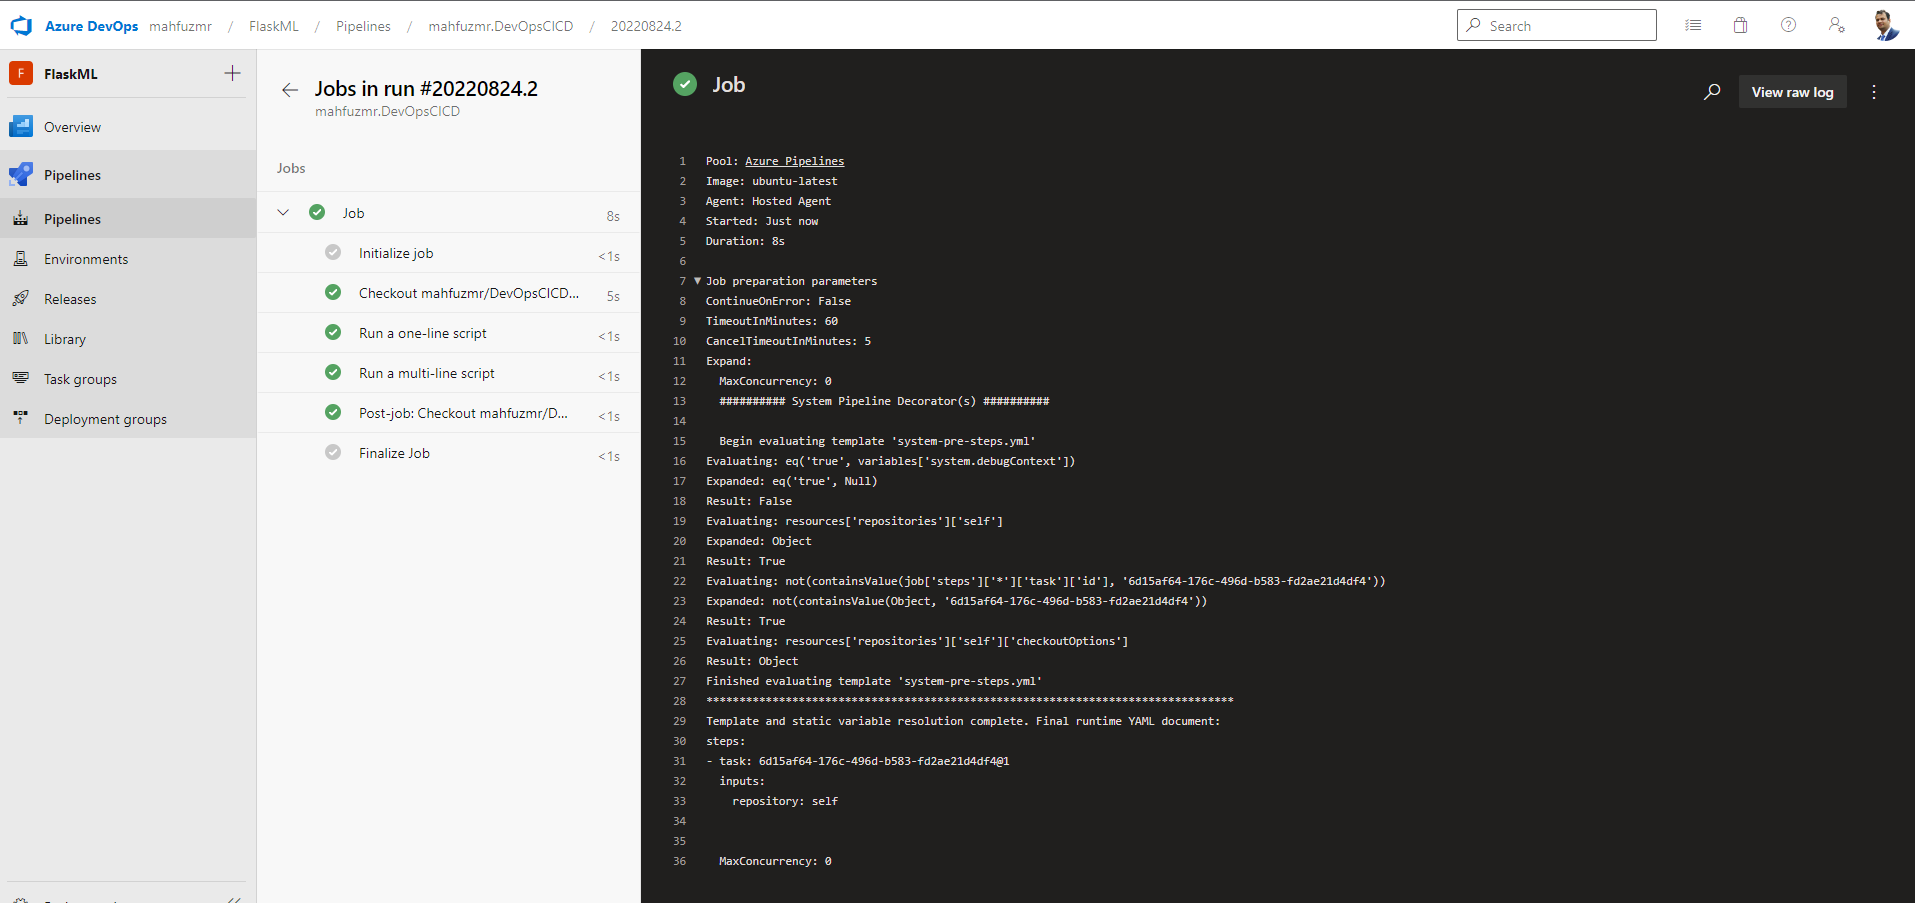 Azure DevOps mahfuzmr / FlaskML / Pipelines / mahfuzmr.DevOpsCICD / 20220824.2
Search
F FlaskML
Overview
Pipelines
Pipelines
Environments
Releases
Library
Task groups
Deployment groups
Jobs in run #20220824.2
mahfuzmr.DevOpsCICD
Jobs
Job 8s
Initialize job <1s
Checkout mahfuzmr/DevOpsCICD... 5s
Run a one-line script <1s
Run a multi-line script <1s
Post-job: Checkout mahfuzmr/D... <1s
Finalize Job <1s
Job
View raw log
1 Pool: Azure Pipelines
2 Image: ubuntu-latest
3 Agent: Hosted Agent
4 Started: Just now
5 Duration: 8s
6
7 Job preparation parameters
8 ContinueOnError: False
9 TimeoutInMinutes: 60
10 CancelTimeoutInMinutes: 5
11 Expand:
12 MaxConcurrency: 0
13 ########## System Pipeline Decorator(s) ##########
14
15 Begin evaluating template 'system-pre-steps.yml'
16 Evaluating: eq('true', variables['system.debugContext'])
17 Expanded: eq('true', Null)
18 Result: False
19 Evaluating: resources['repositories']['self']
20 Expanded: Object
21 Result: True
22 Evaluating: not(containsValue(job['steps']['*']['task']['id'], '6d15af64-176c-496d-b583-fd2ae21d4df4'))
23 Expanded: not(containsValue(Object, '6d15af64-176c-496d-b583-fd2ae21d4df4'))
24 Result: True
25 Evaluating: resources['repositories']['self']['checkoutOptions']
26 Result: Object
27 Finished evaluating template 'system-pre-steps.yml'
28 ********************************************************************************
29 Template and static variable resolution complete. Final runtime YAML document:
30 steps:
31 - task: 6d15af64-176c-496d-b583-fd2ae21d4df4@1
32 inputs:
33 repository: self
34
35
36 MaxConcurrency: 0